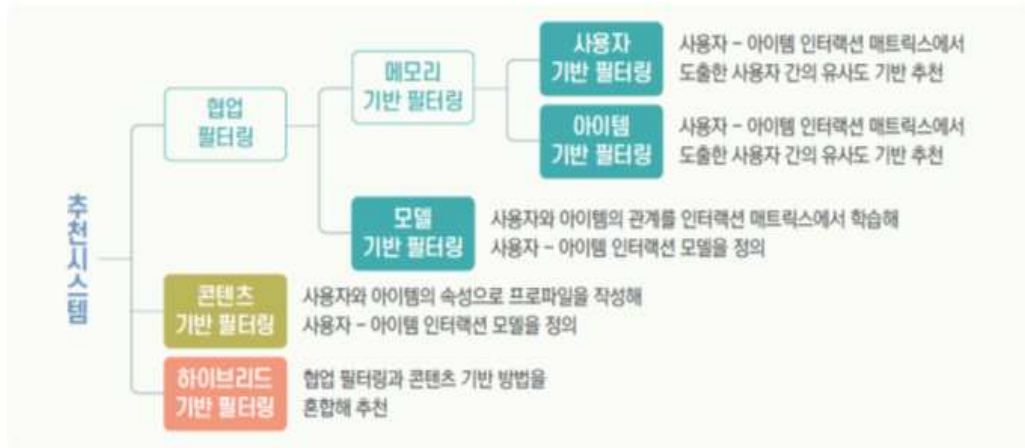 추천시스템
협업
필터링
메모리
기반 필터링
사용자
기반 필터링
사용자 - 아이템 인터랙션 매트릭스에서
도출한 사용자 간의 유사도 기반 추천
아이템
기반 필터링
사용자 - 아이템 인터랙션 매트릭스에서
도출한 사용자 간의 유사도 기반 추천
모델
기반 필터링
사용자와 아이템의 관계를 인터랙션 매트릭스에서 학습해
사용자 - 아이템 인터랙션 모델을 정의
콘텐츠
기반 필터링
사용자와 아이템의 속성으로 프로파일을 작성해
사용자 - 아이템 인터랙션 모델을 정의
하이브리드
기반 필터링
협업 필터링과 콘텐츠 기반 방법을
혼합해 추천